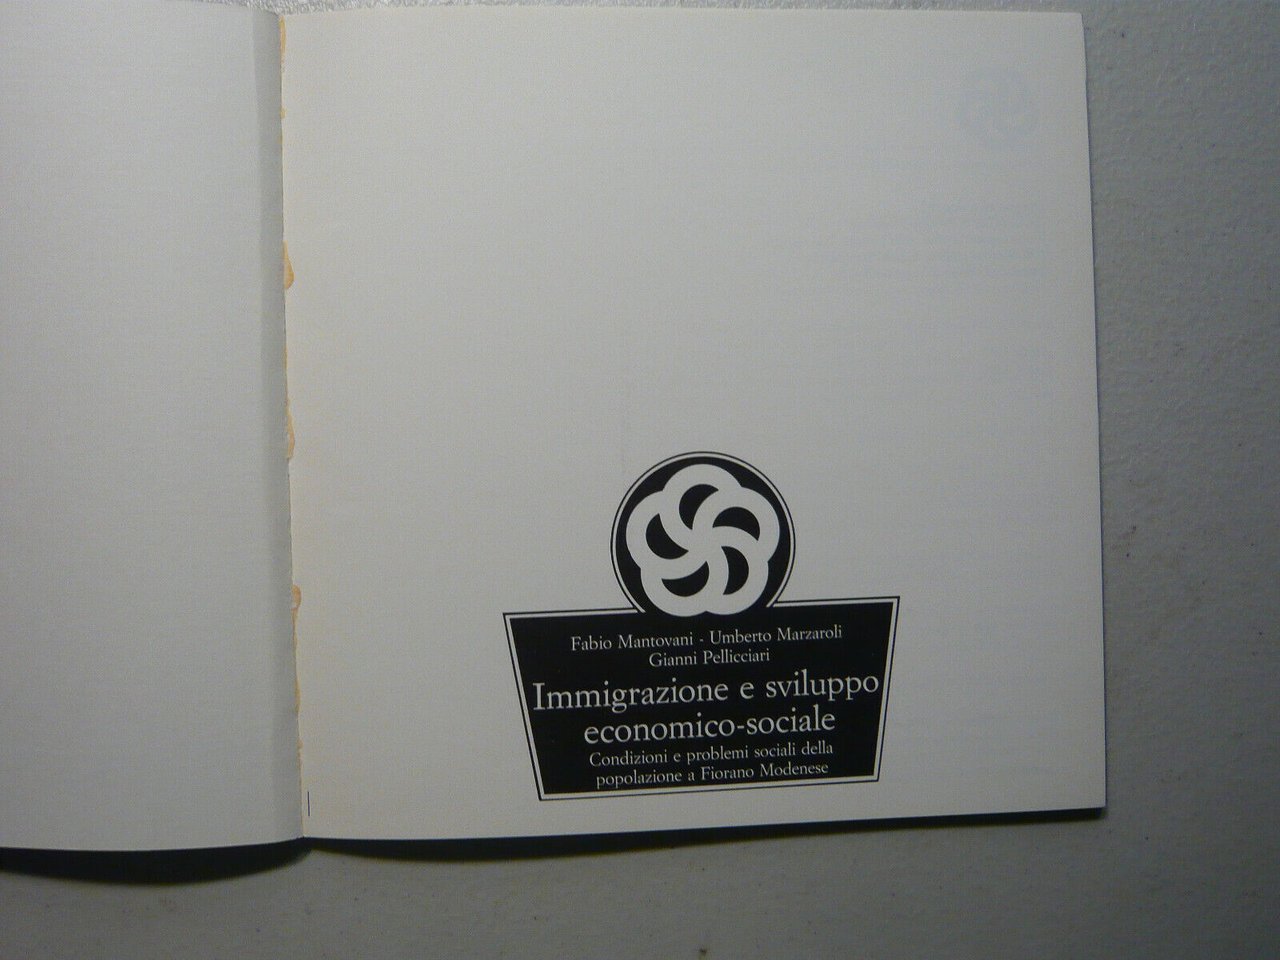 Fabio Mantovani - Umberto Marzaroli
Gianni Pellicciari
Immigrazione e sviluppo
economico-sociale
Condizioni e problemi sociali della
popolazione a Fiorano Modenese